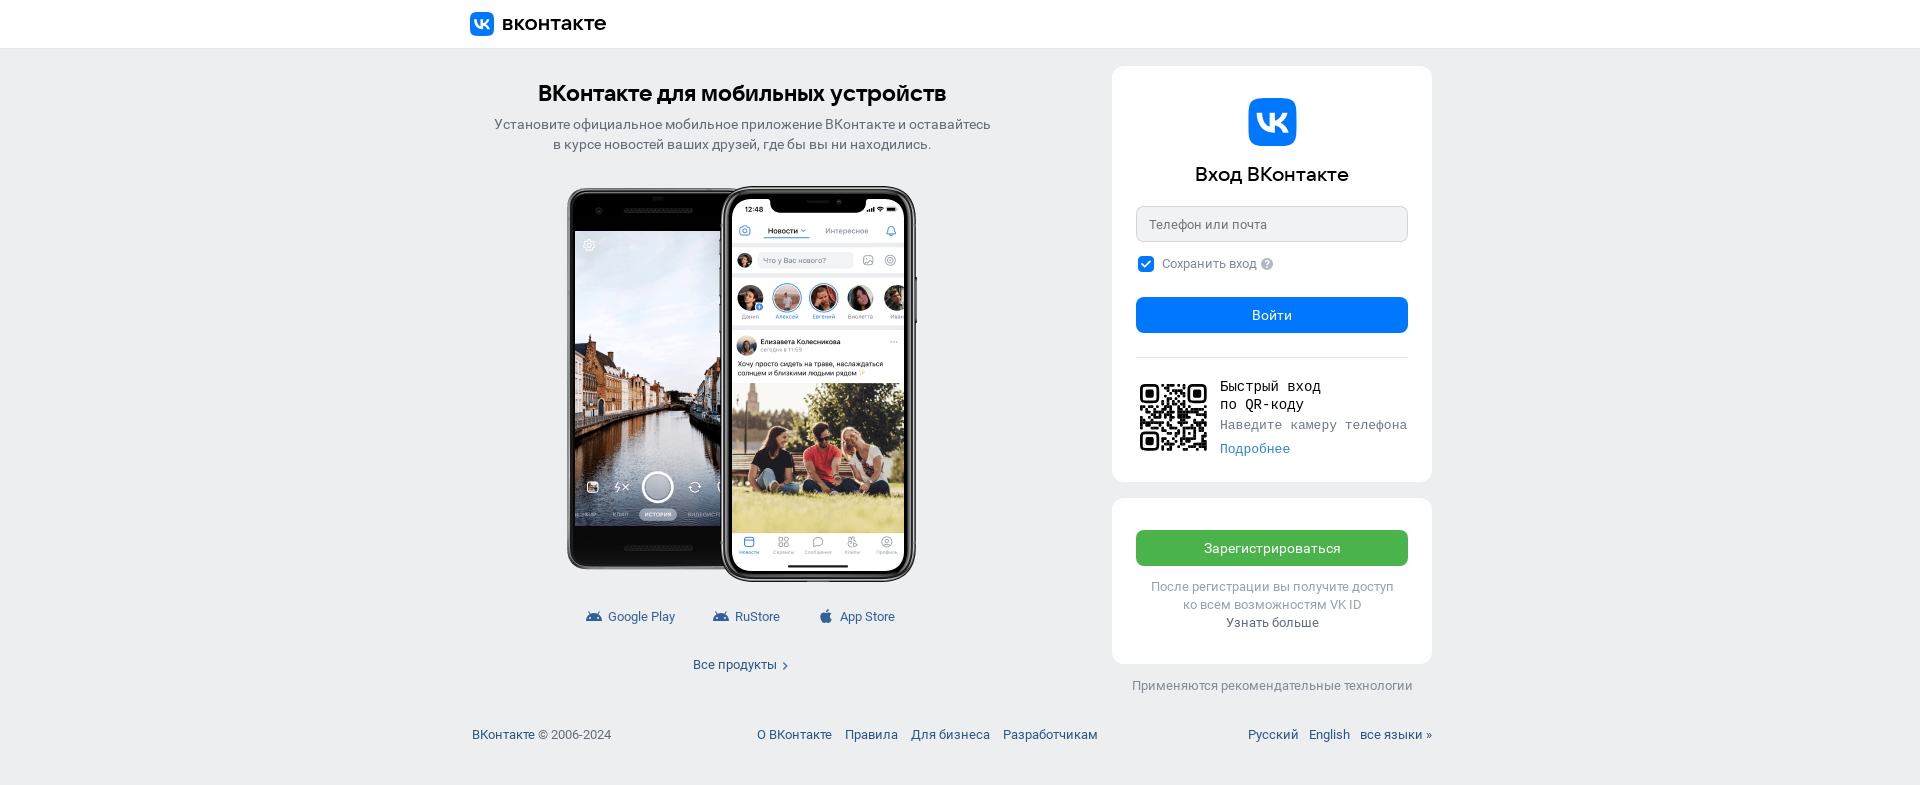 вконтакте
ВКонтакте для мобильных устройств
Установите официальное мобильное приложение ВКонтакте и оставайтесь
в курсе новостей ваших друзей, где бы вы ни находились.
12:48
Новости
Интересное
Что у Вас нового?
Данил
Алексей
Евгений
Виолетта
Елизавета Колесникова
сегодня в 11:59
Хочу просто сидеть на траве, наслаждаться
солнцем и близкими людьми рядом ✨
КЛИП
ИСТОРИЯ
Новости
Сервисы
Сообщения
Клипы
Профиль
Google Play
RuStore
App Store
Все продукты
Вход ВКонтакте
Телефон или почта
Сохранить вход
Войти
Быстрый вход
по QR-коду
Наведите камеру телефона
Подробнее
Зарегистрироваться
После регистрации вы получите доступ
ко всем возможностям VK ID
Узнать больше
Применяются рекомендательные технологии
ВКонтакте © 2006-2024
О ВКонтакте Правила Для бизнеса Разработчикам
Русский English все языки »